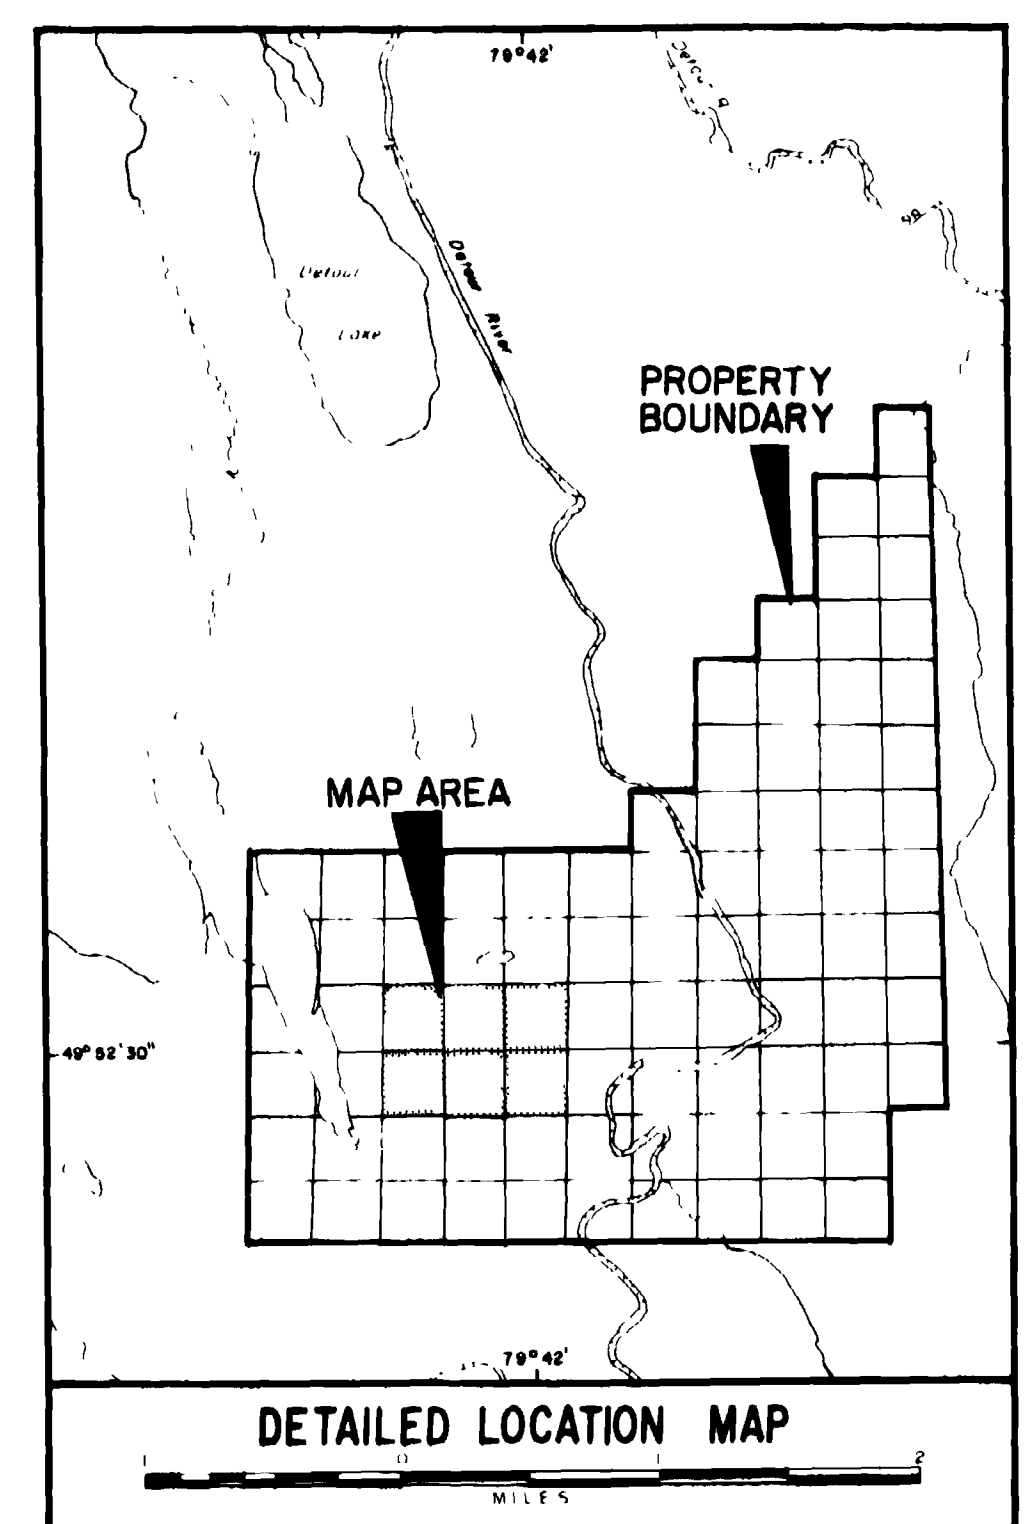 79°42'
Detour
Lake
Detour River
PROPERTY
BOUNDARY
MAP AREA
49°52'30"
79°42'
DETAILED LOCATION MAP
1 0 1 2
MILES